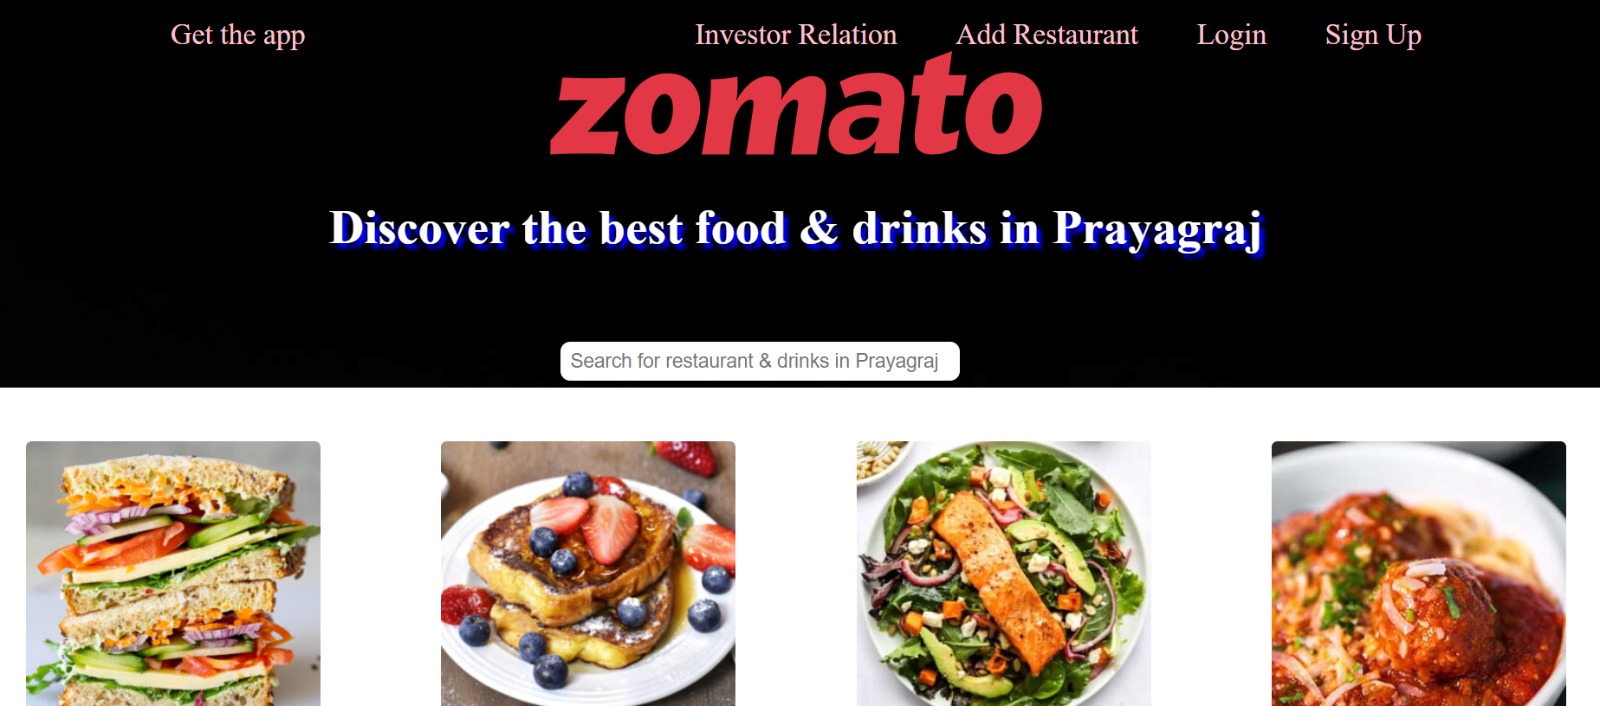 Get the app Investor Relation Add Restaurant Login Sign Up
zomato
Discover the best food & drinks in Prayagraj
Search for restaurant & drinks in Prayagraj